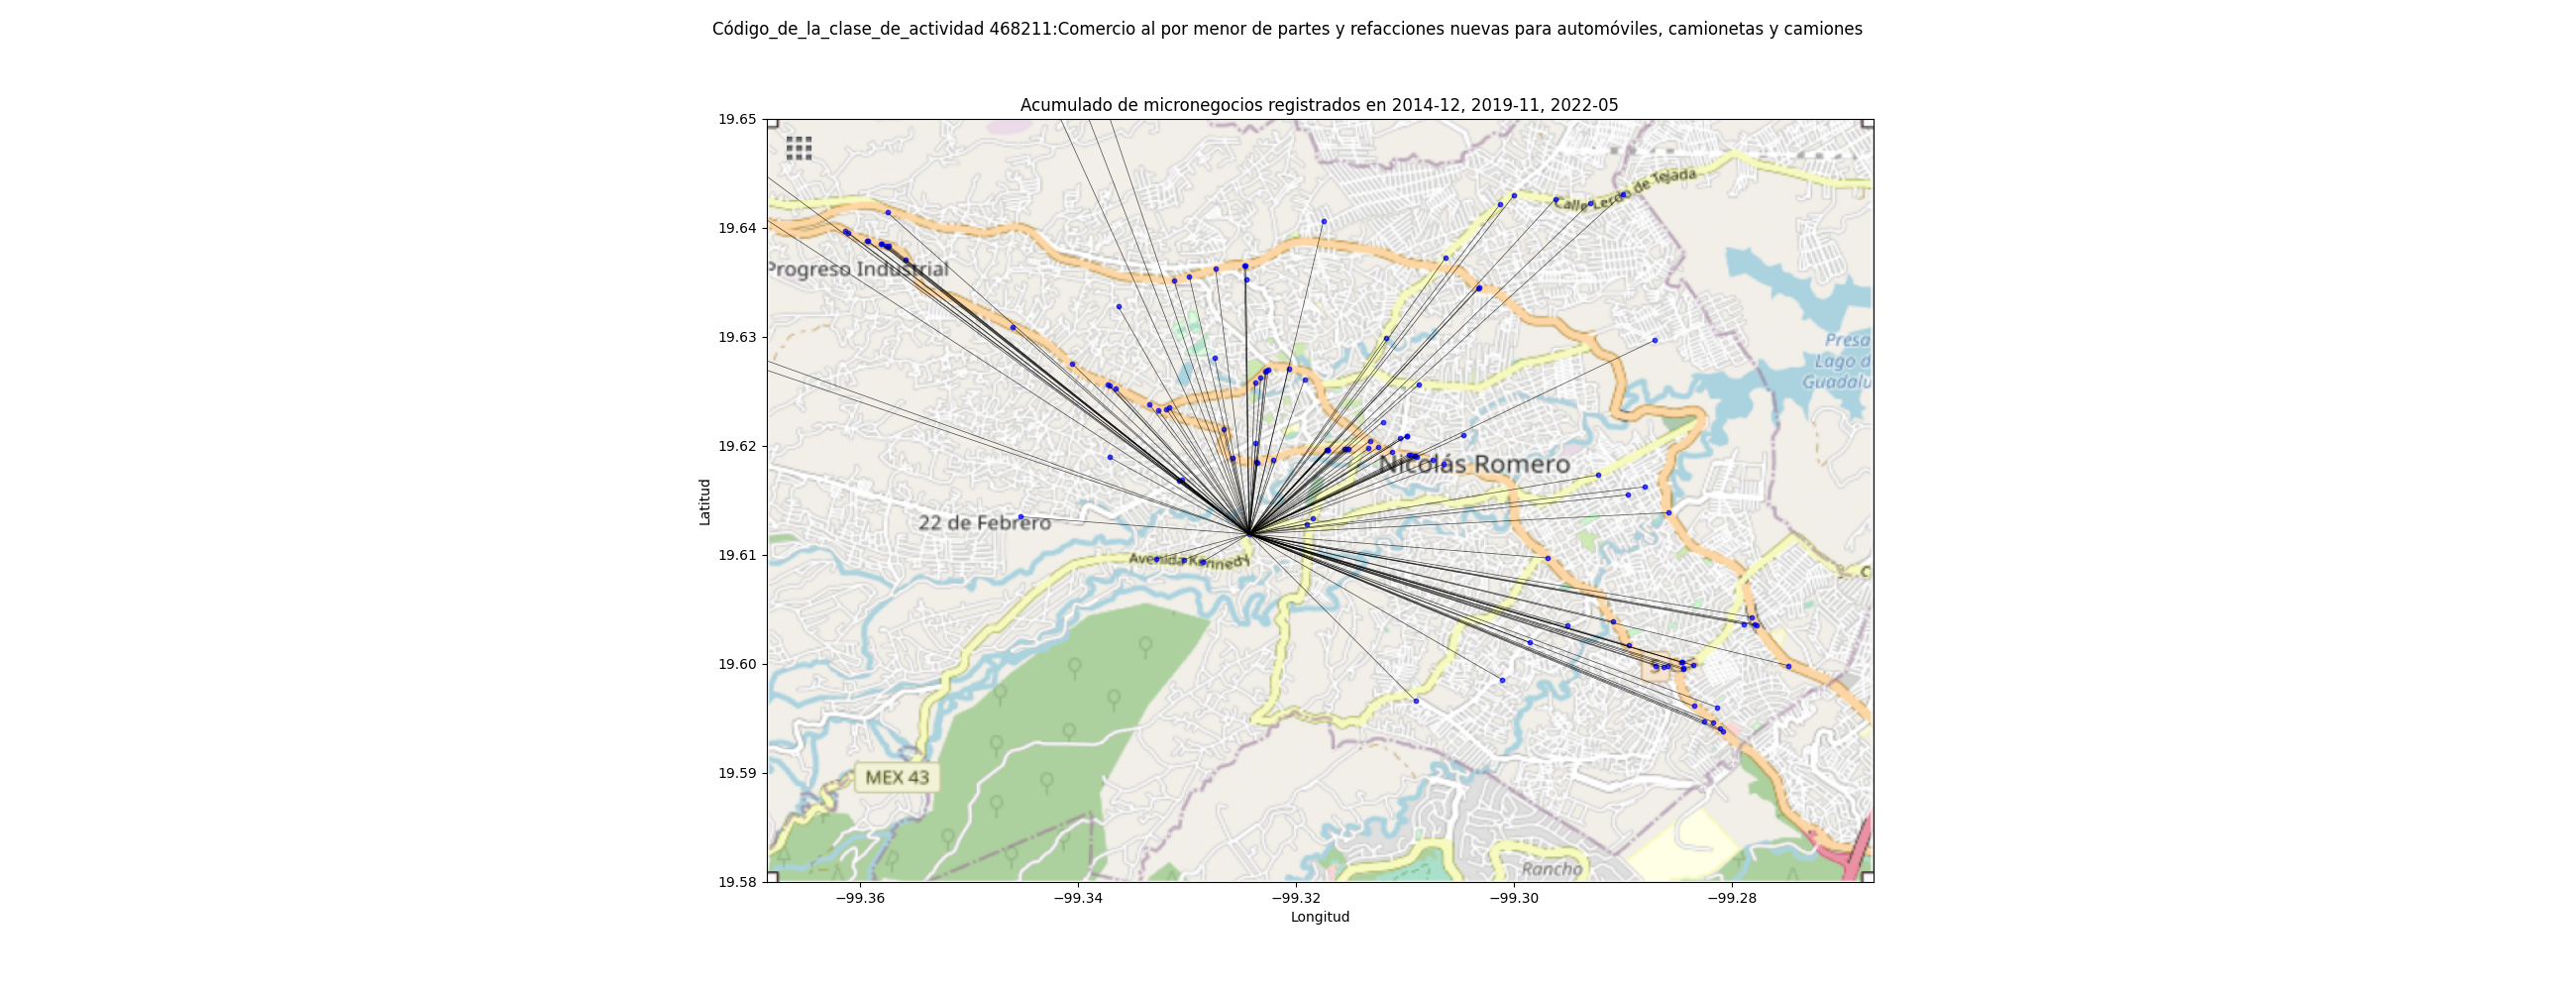 Código_de_la_clase_de_actividad 468211:Comercio al por menor de partes y refacciones nuevas para automóviles, camionetas y camiones
Acumulado de micronegocios registrados en 2014-12, 2019-11, 2022-05
19.65
19.64
19.63
19.62
19.61
19.60
19.59
19.58
Latitud
Calle Lerdo de Tejada
Progreso Industrial
Presa
Lago d
Guadalu
Nicolás Romero
22 de Febrero
Avenida Kennedy
MEX 43
Rancho
−99.36
−99.34
−99.32
−99.30
−99.28
Longitud